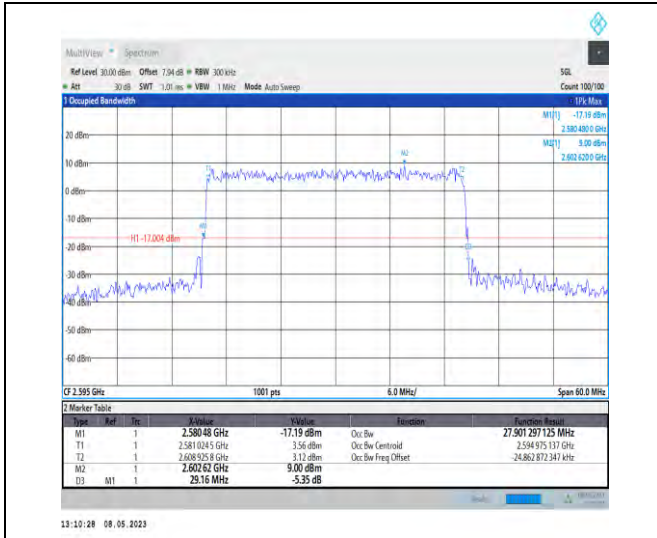 MultiView Spectrum
Ref Level 30.00 dBm Offset 7.94 dB RBW 300 kHz SGL
Att 30 dB SWT 1.01 ms VBW 1 MHz Mode Auto Sweep Count 100/100
1 Occupied Bandwidth 1Pk Max
M1[1] -17.19 dBm
2.580 480 0 GHz
M2[1] 9.00 dBm
2.602 620 0 GHz
20 dBm
M2
T1 T2
10 dBm
0 dBm
-10 dBm
M1
H1 -17.004 dBm
-20 dBm
D3
-30 dBm
-40 dBm
-50 dBm
-60 dBm
CF 2.595 GHz 1001 pts 6.0 MHz/ Span 60.0 MHz
2 Marker Table
Type Ref Trc X-Value Y-Value Function Function Result
M1 1 2.580 48 GHz -17.19 dBm Occ Bw 27.901 297 125 MHz
T1 1 2.581 024 5 GHz 3.56 dBm Occ Bw Centroid 2.594 975 137 GHz
T2 1 2.608 925 8 GHz 3.12 dBm Occ Bw Freq Offset -24.862 872 347 kHz
M2 1 2.602 62 GHz 9.00 dBm
D3 M1 1 29.16 MHz -5.35 dB
13:10:28 08.05.2023